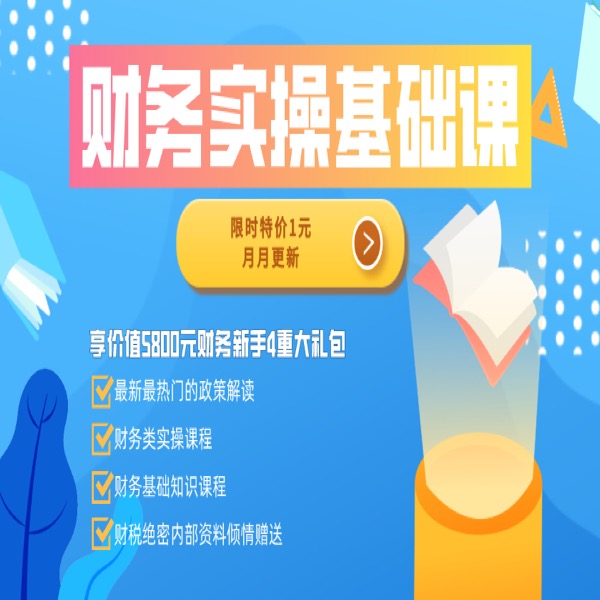 财务实操基础课
限时特价1元
月月更新
享价值5800元财务新手4重大礼包
最新最热门的政策解读
财务类实操课程
财务基础知识课程
财税绝密内部资料倾情赠送